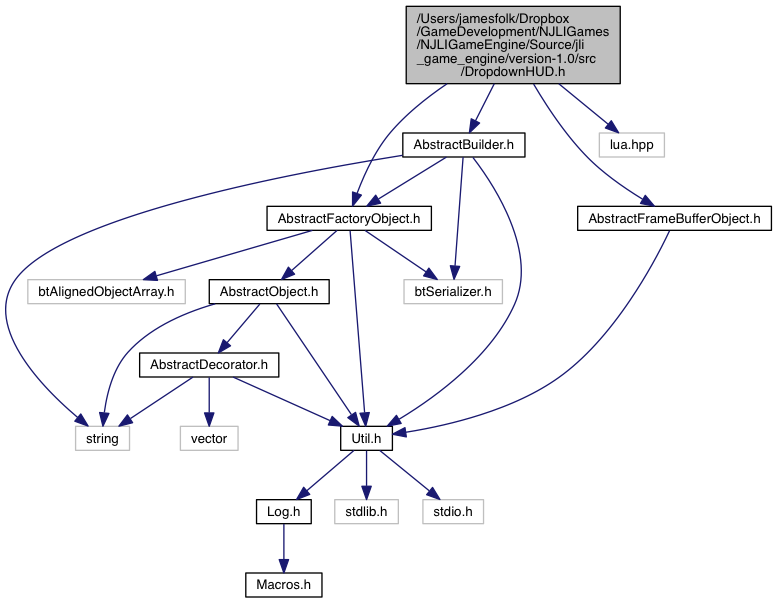 /Users/jamesfolk/Dropbox
/GameDevelopment/NJLIGames
/NJLIGameEngine/Source/jli
_game_engine/version-1.0/src
/DropdownHUD.h
AbstractBuilder.h
lua.hpp
AbstractFactoryObject.h
AbstractFrameBufferObject.h
btAlignedObjectArray.h
AbstractObject.h
btSerializer.h
AbstractDecorator.h
string
vector
Util.h
Log.h
stdlib.h
stdio.h
Macros.h